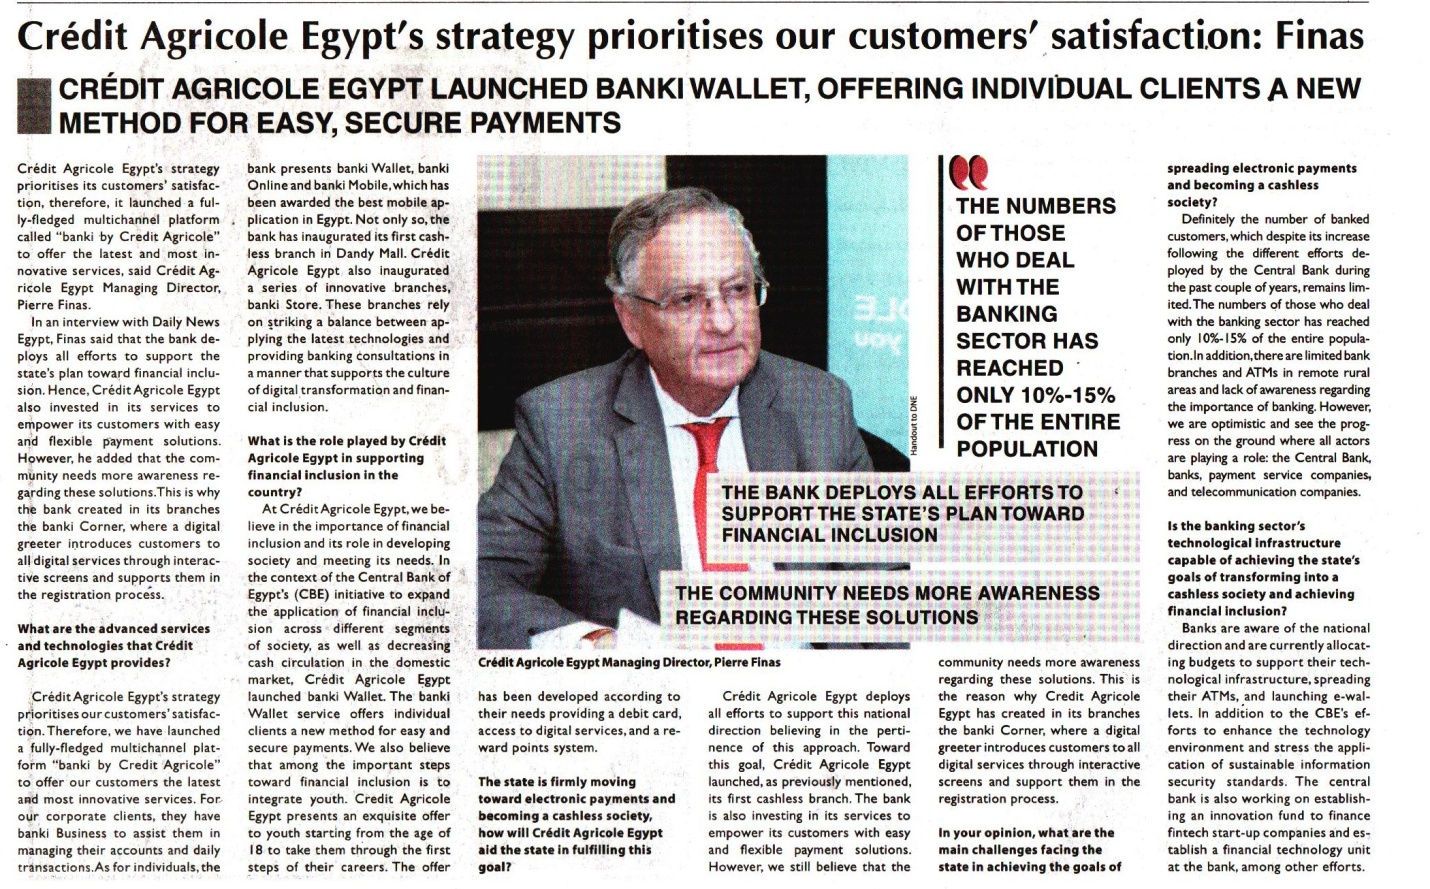 Crédit Agricole Egypt's strategy prioritises our customers' satisfaction: Finas
CRÉDIT AGRICOLE EGYPT LAUNCHED BANKI WALLET, OFFERING INDIVIDUAL CLIENTS A NEW
METHOD FOR EASY, SECURE PAYMENTS
Crédit Agricole Egypt's strategy
prioritises its customers' satisfac-
tion, therefore, it launched a ful-
ly-fledged multichannel platform
called "banki by Credit Agricole"
to offer the latest and most in-
novative services, said Crédit Ag-
ricole Egypt Managing Director,
Pierre Finas.
In an interview with Daily News
Egypt, Finas said that the bank de-
ploys all efforts to support the
state's plan toward financial inclu-
sion. Hence, Crédit Agricole Egypt
also invested in its services to
empower its customers with easy
and flexible payment solutions.
However, he added that the com-
munity needs more awareness re-
garding these solutions. This is why
the bank created in its branches
the banki Corner, where a digital
greeter introduces customers to
all digital services through interac-
tive screens and supports them in
the registration process.
What are the advanced services
and technologies that Crédit
Agricole Egypt provides?
Crédit Agricole Egypt's strategy
prioritises our customers' satisfac-
tion. Therefore, we have launched
a fully-fledged multichannel plat-
form "banki by Credit Agricole"
to offer our customers the latest
and most innovative services. For
our corporate clients, they have
banki Business to assist them in
managing their accounts and daily
transactions. As for individuals, the
bank presents banki Wallet, banki
Online and banki Mobile, which has
been awarded the best mobile ap-
plication in Egypt. Not only so, the
bank has inaugurated its first cash-
less branch in Dandy Mall. Crédit
Agricole Egypt also inaugurated
a series of innovative branches,
banki Store. These branches rely
on striking a balance between ap-
plying the latest technologies and
providing banking consultations in
a manner that supports the culture
of digital transformation and finan-
cial inclusion.
What is the role played by Crédit
Agricole Egypt in supporting
financial inclusion in the
country?
At Crédit Agricole Egypt, we be-
lieve in the importance of financial
inclusion and its role in developing
society and meeting its needs. In
the context of the Central Bank of
Egypt's (CBE) initiative to expand
the application of financial inclu-
sion across different segments
of society, as well as decreasing
cash circulation in the domestic
market, Crédit Agricole Egypt
launched banki Wallet. The banki
Wallet service offers individual
clients a new method for easy and
secure payments. We also believe
that among the important steps
toward financial inclusion is to
integrate youth. Credit Agricole
Egypt presents an exquisite offer
to youth starting from the age of
18 to take them through the first
steps of their careers. The offer
Handout to DNE
THE NUMBERS
OF THOSE
WHO DEAL
WITH THE
BANKING
SECTOR HAS
REACHED
ONLY 10%-15%
OF THE ENTIRE
POPULATION
THE BANK DEPLOYS ALL EFFORTS TO
SUPPORT THE STATE'S PLAN TOWARD
FINANCIAL INCLUSION
THE COMMUNITY NEEDS MORE AWARENESS
REGARDING THESE SOLUTIONS
Crédit Agricole Egypt Managing Director, Pierre Finas
has been developed according to
their needs providing a debit card,
access to digital services, and a re-
ward points system.
The state is firmly moving
toward electronic payments and
becoming a cashless society,
how will Crédit Agricole Egypt
aid the state in fulfilling this
goal?
Crédit Agricole Egypt deploys
all efforts to support this national
direction believing in the perti-
nence of this approach. Toward
this goal, Crédit Agricole Egypt
launched, as previously mentioned,
its first cashless branch. The bank
is also investing in its services to
empower its customers with easy
and flexible payment solutions.
However, we still believe that the
community needs more awareness
regarding these solutions. This is
the reason why Credit Agricole
Egypt has created in its branches
the banki Corner, where a digital
greeter introduces customers to all
digital services through interactive
screens and support them in the
registration process.
In your opinion, what are the
main challenges facing the
state in achieving the goals of
spreading electronic payments
and becoming a cashless
society?
Definitely the number of banked
customers, which despite its increase
following the different efforts de-
ployed by the Central Bank during
the past couple of years, remains lim-
ited. The numbers of those who deal
with the banking sector has reached
only 10%-15% of the entire popula-
tion. In addition, there are limited bank
branches and ATMs in remote rural
areas and lack of awareness regarding
the importance of banking. However,
we are optimistic and see the prog-
ress on the ground where all actors
are playing a role: the Central Bank,
banks, payment service companies,
and telecommunication companies.
Is the banking sector's
technological infrastructure
capable of achieving the state's
goals of transforming into a
cashless society and achieving
financial inclusion?
Banks are aware of the national
direction and are currently allocat-
ing budgets to support their tech-
nological infrastructure, spreading
their ATMs, and launching e-wal-
lets. In addition to the CBE's ef-
forts to enhance the technology
environment and stress the appli-
cation of sustainable information
security standards. The central
bank is also working on establish-
ing an innovation fund to finance
fintech start-up companies and es-
tablish a financial technology unit
at the bank, among other efforts.